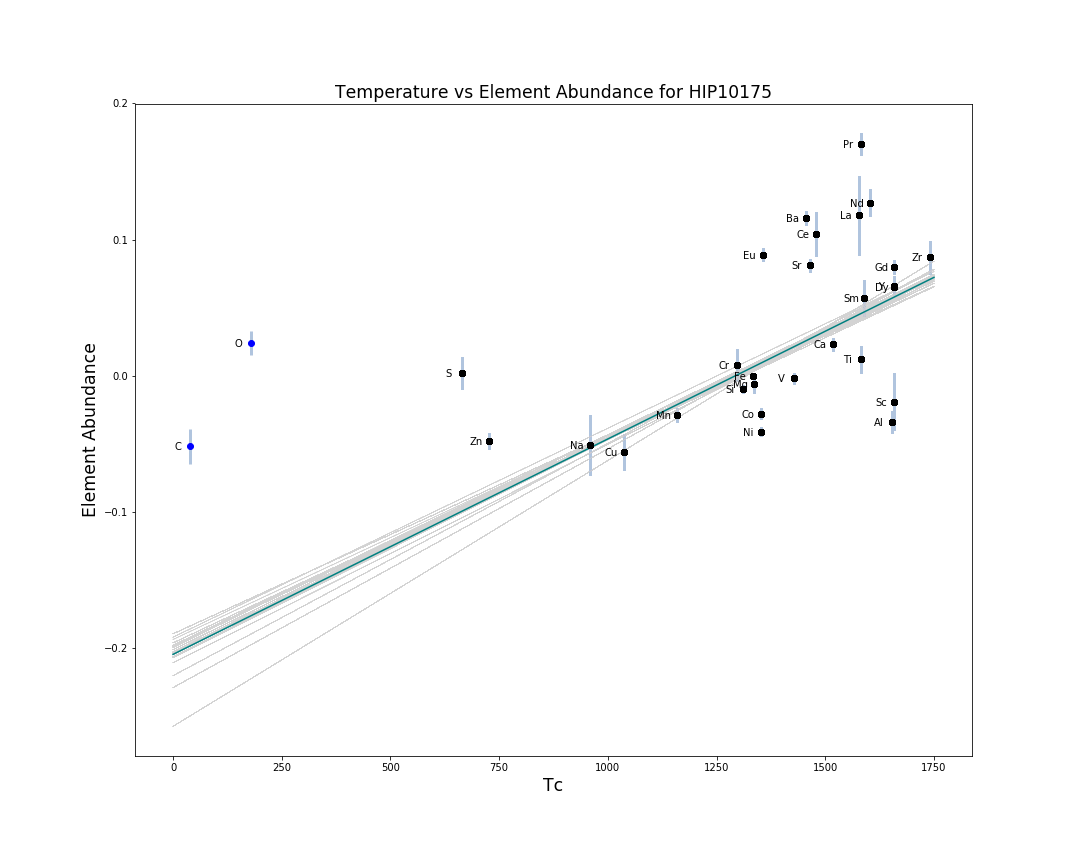 Temperature vs Element Abundance for HIP10175
0.2
0.1
0.0
−0.1
−0.2
Element Abundance
Pr
Nd
La
Ba
Ce
Eu
Sr
Zr
Gd
Y
Dy
Sm
O
Ca
Cr
Ti
S
Fe
V
Mg
Si
Sc
Mn
Co
Al
Ni
Zn
C
Na
Cu
0
250
500
750
1000
1250
1500
1750
Tc